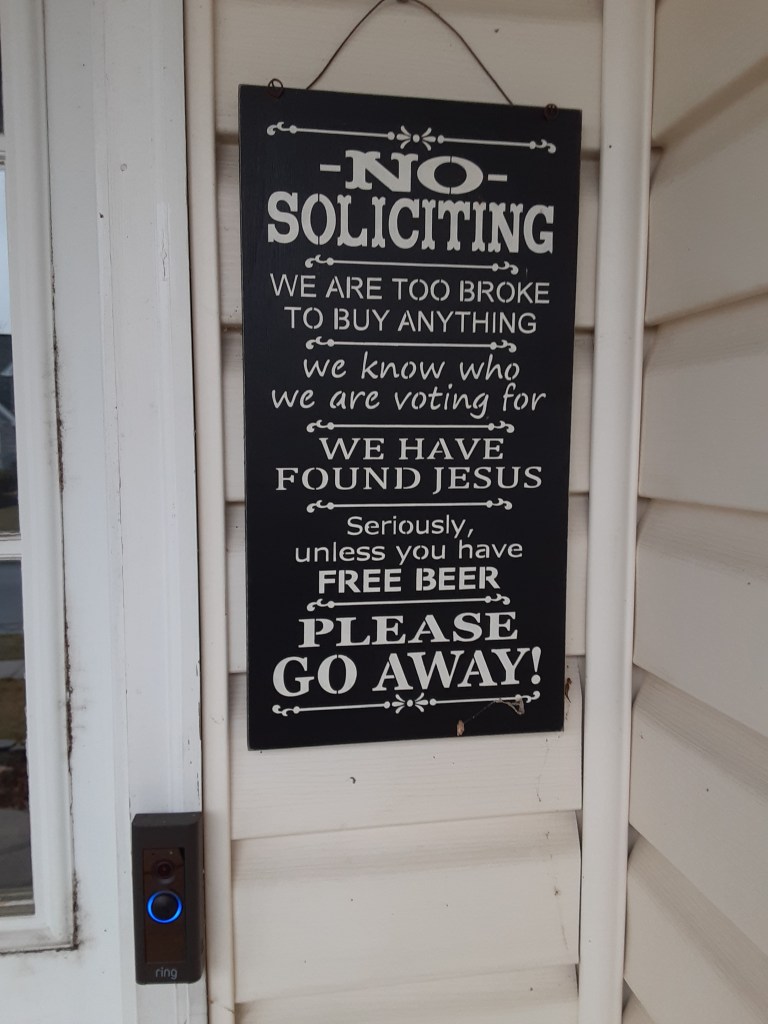 -NO-
SOLICITING
WE ARE TOO BROKE
TO BUY ANYTHING
we know who
we are voting for
WE HAVE
FOUND JESUS
Seriously,
unless you have
FREE BEER
PLEASE
GO AWAY!
ring